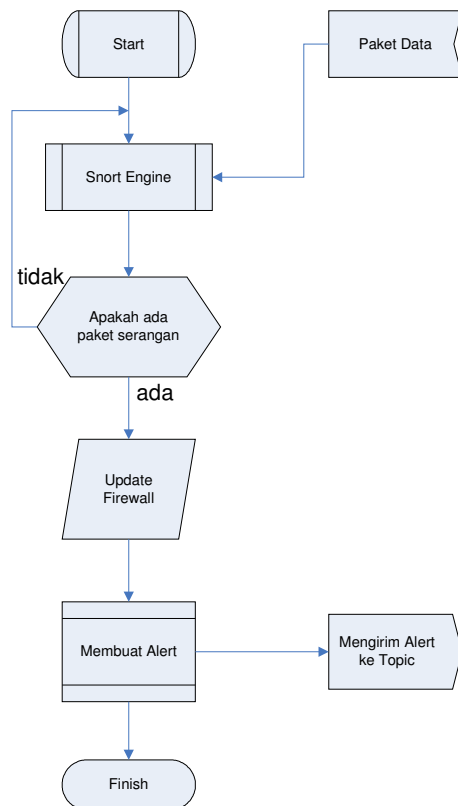 Start
Paket Data
Snort Engine
tidak
Apakah ada
paket serangan
ada
Update
Firewall
Membuat Alert
Mengirim Alert
ke Topic
Finish